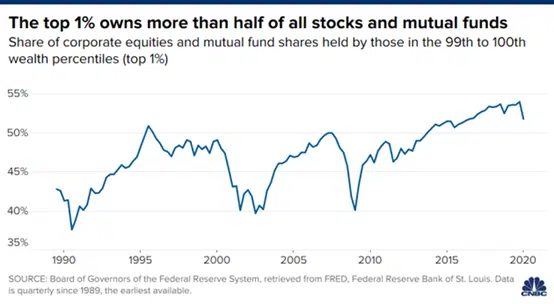 The top 1% owns more than half of all stocks and mutual funds
Share of corporate equities and mutual fund shares held by those in the 99th to 100th
wealth percentiles (top 1%)
55%
50%
45%
40%
35%
1990 1995 2000 2005 2010 2015 2020
SOURCE: Board of Governors of the Federal Reserve System, retrieved from FRED, Federal Reserve Bank of St. Louis. Data
is quarterly since 1989, the earliest available.
CNBC